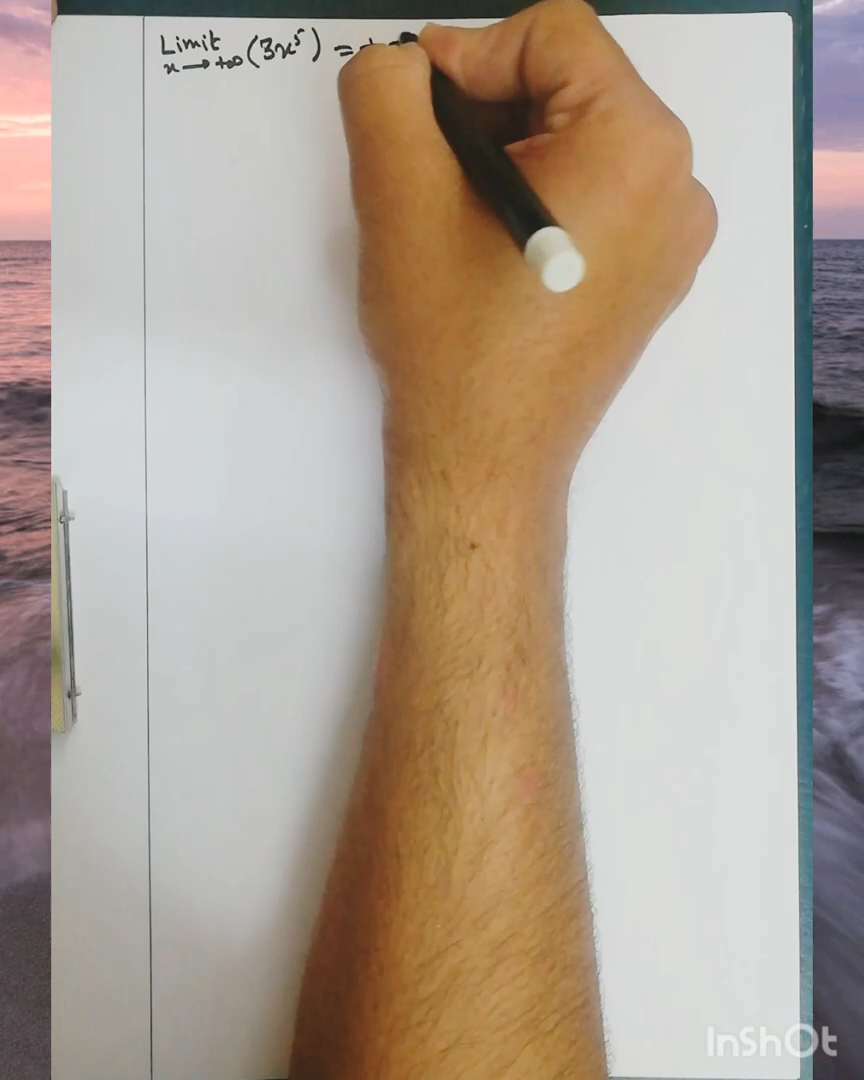 Limit (3x⁵) = +
x → +∞
InShOt